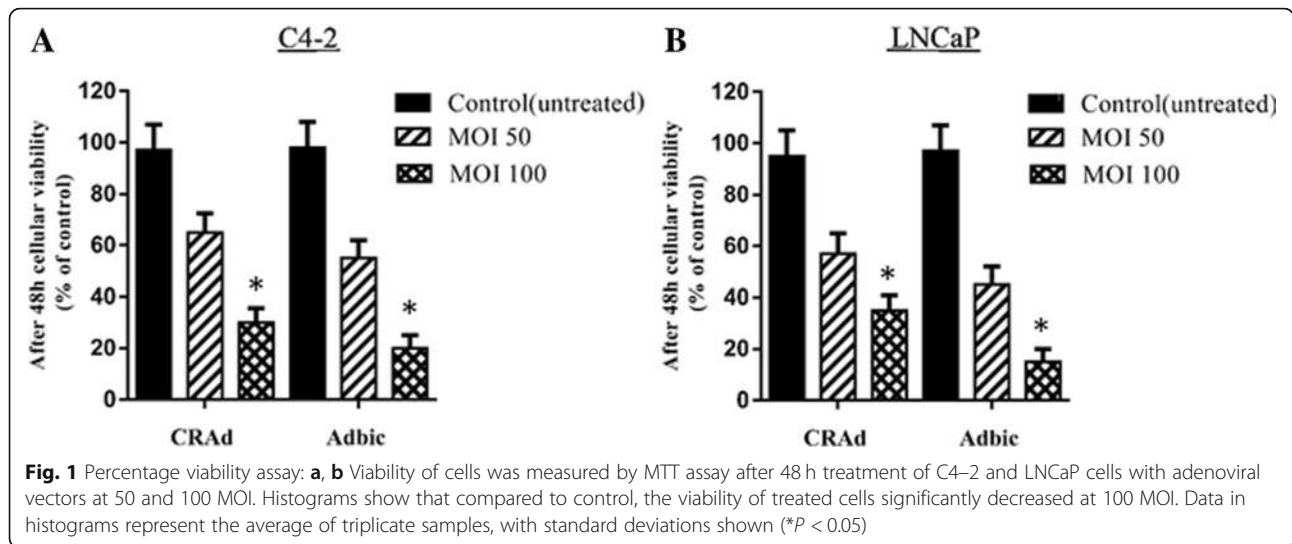 A
C4-2
Control(untreated)
MOI 50
MOI 100
After 48h cellular viability
(% of control)
120
100
80
60
40
20
0
*
*
CRAd
Adbic
B
LNCaP
Control(untreated)
MOI 50
MOI 100
After 48h cellular viability
(% of control)
120
100
80
60
40
20
0
*
*
CRAd
Adbic
Fig. 1 Percentage viability assay: a, b Viability of cells was measured by MTT assay after 48 h treatment of C4–2 and LNCaP cells with adenoviral
vectors at 50 and 100 MOI. Histograms show that compared to control, the viability of treated cells significantly decreased at 100 MOI. Data in
histograms represent the average of triplicate samples, with standard deviations shown (*P < 0.05)